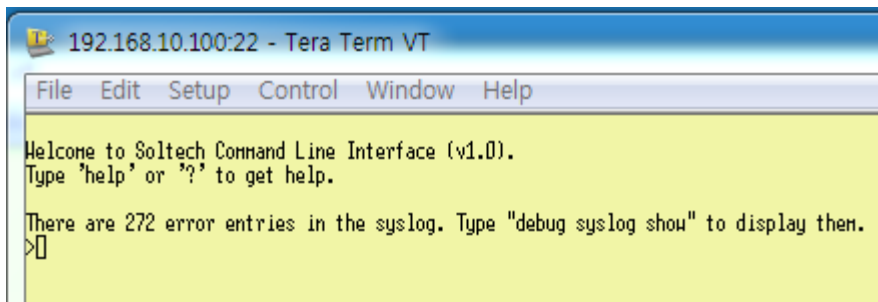 192.168.10.100:22 - Tera Term VT
File Edit Setup Control Window Help
Welcome to Soltech Command Line Interface (v1.0).
Type 'help' or '?' to get help.
There are 272 error entries in the syslog. Type "debug syslog show" to display them.
>